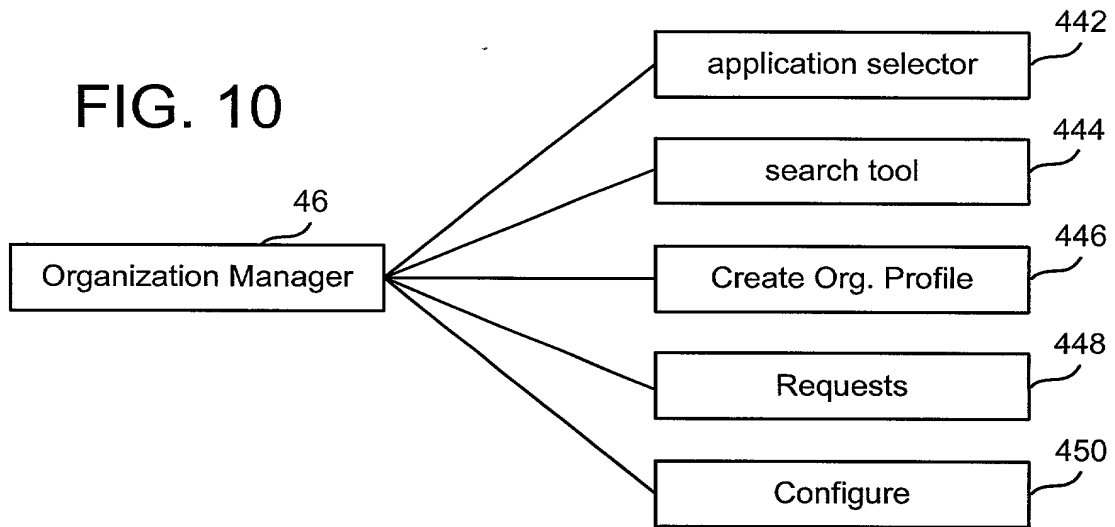 FIG. 10
46
Organization Manager
442
application selector
444
search tool
446
Create Org. Profile
448
Requests
450
Configure